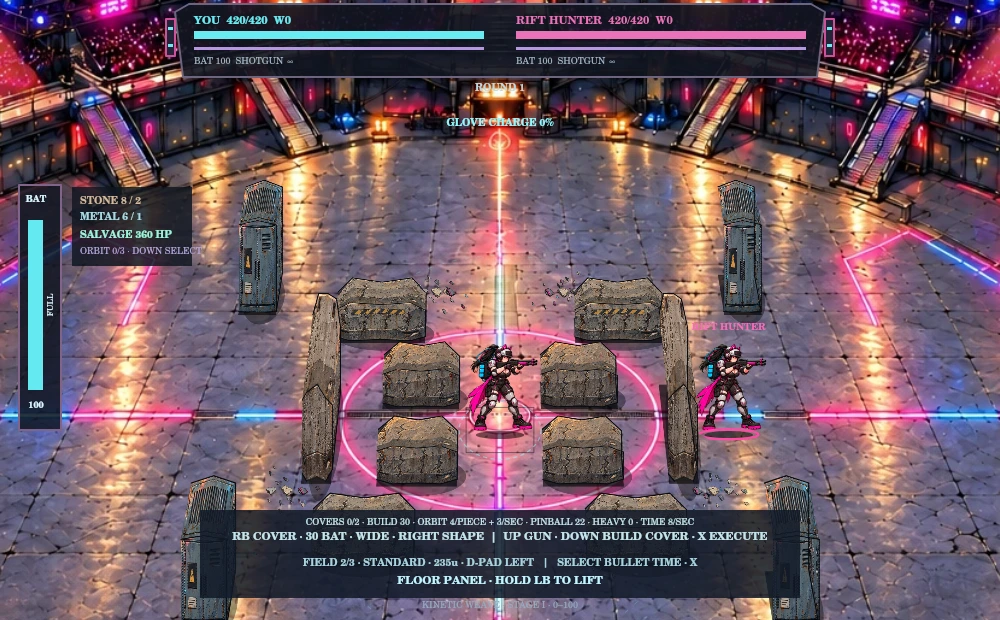 YOU 420/420 W0
RIFT HUNTER 420/420 W0
BAT 100 SHOTGUN ∞
BAT 100 SHOTGUN ∞
ROUND 1
GLOVE CHARGE 0%
BAT
FULL
100
STONE 8 / 2
METAL 6 / 1
SALVAGE 360 HP
ORBIT 0/3 · DOWN SELECT
HUNTER
COVERS 0/2 · BUILD 30 · ORBIT 4/PIECE + 3/SEC · PINBALL 22 · HEAVY 0 · TIME 8/SEC
RB COVER · 30 BAT · WIDE · RIGHT SHAPE | UP GUN · DOWN BUILD COVER · X EXECUTE
FIELD 2/3 · STANDARD · 235u · D-PAD LEFT | SELECT BULLET TIME · X
FLOOR PANEL · HOLD LB TO LIFT
KINETIC